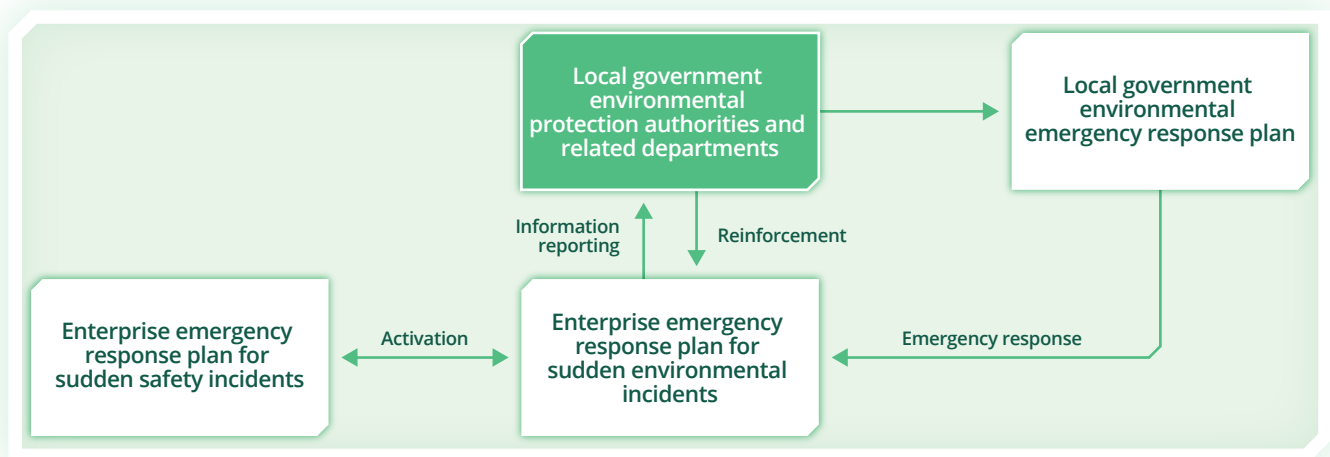 Local government
environmental
protection authorities and
related departments
Local government
environmental
emergency response plan
Information
reporting
Reinforcement
Enterprise emergency
response plan for
sudden safety incidents
Activation
Enterprise emergency
response plan for
sudden environmental
incidents
Emergency response